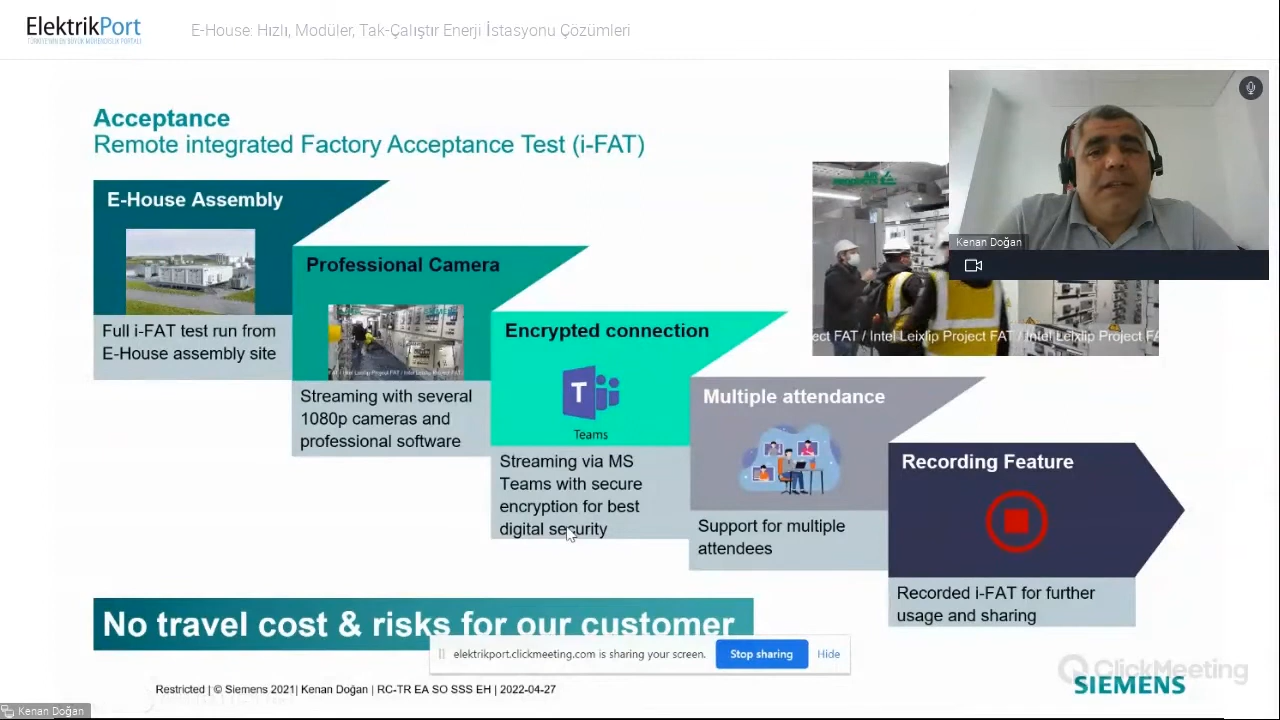 ElektrikPort
E-House: Hızlı, Modüler, Tak-Çalıştır Enerji İstasyonu Çözümleri
Acceptance
Remote integrated Factory Acceptance Test (i-FAT)
E-House Assembly
Full i-FAT test run from
E-House assembly site
Professional Camera
Streaming with several
1080p cameras and
professional software
Encrypted connection
T
Teams
Streaming via MS
Teams with secure
encryption for best
digital security
Multiple attendance
Support for multiple
attendees
Recording Feature
Recorded i-FAT for further
usage and sharing
ect FAT / Intel Leixlip Project FAT / Intel Leixlip Project FA
Kenan Doğan
No travel cost & risks for our customer
elektrikport.clickmeeting.com is sharing your screen.
Stop sharing
Hide
Restricted | © Siemens 2021| Kenan Doğan | RC-TR EA SO SSS EH | 2022-04-27
ClickMeeting
SIEMENS
Kenan Doğan